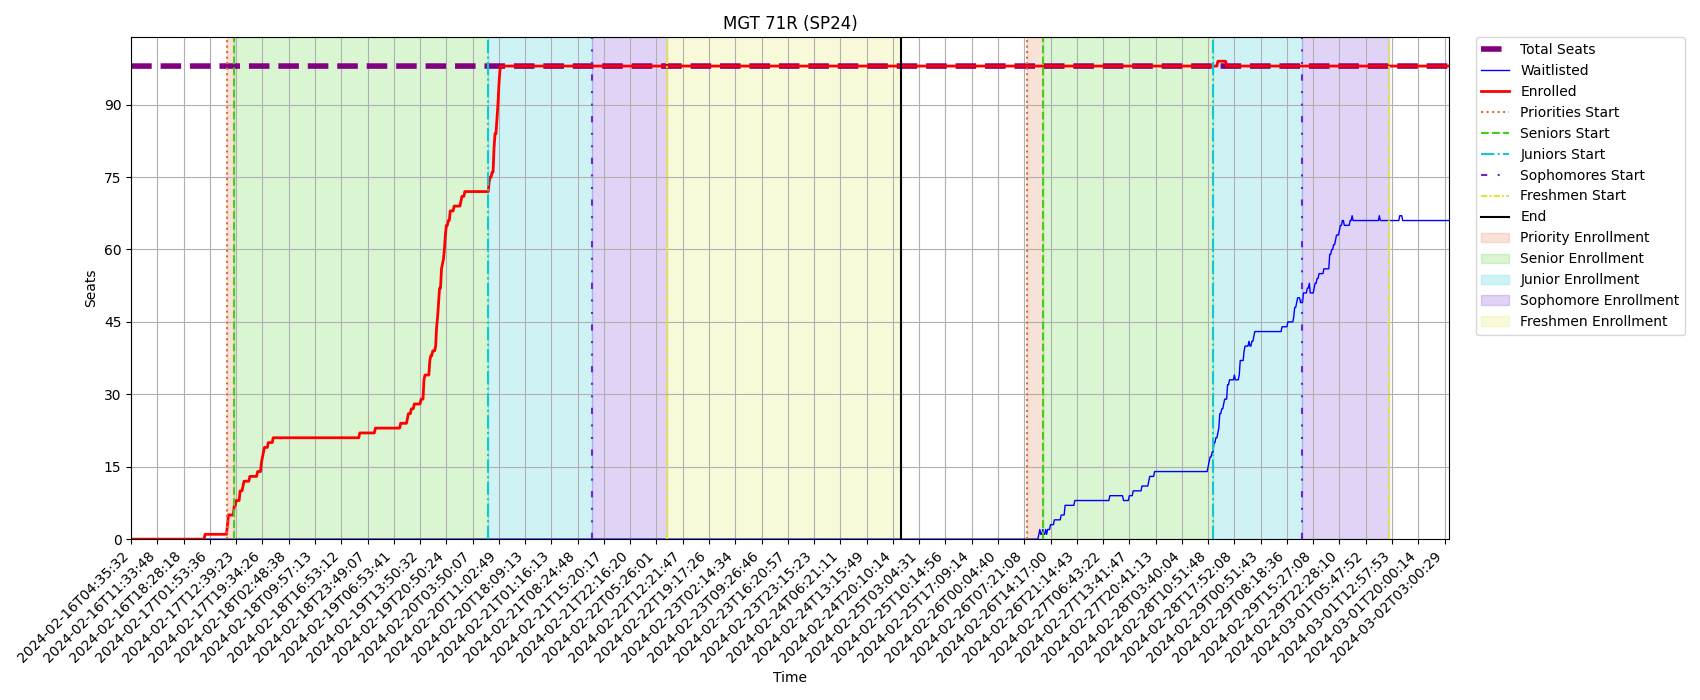 MGT 71R (SP24)
Seats
90
75
60
45
30
15
0
2024-02-16T04:35:32
2024-02-16T11:33:48
2024-02-16T18:28:18
2024-02-17T01:53:36
2024-02-17T12:39:23
2024-02-17T19:34:26
2024-02-18T02:48:38
2024-02-18T09:57:13
2024-02-18T16:53:12
2024-02-18T23:49:07
2024-02-19T06:53:41
2024-02-19T13:50:32
2024-02-19T20:50:24
2024-02-20T03:50:07
2024-02-20T11:02:49
2024-02-20T18:09:13
2024-02-21T01:16:13
2024-02-21T08:24:48
2024-02-21T15:20:17
2024-02-21T22:16:20
2024-02-22T05:26:01
2024-02-22T12:21:47
2024-02-22T19:17:26
2024-02-23T02:14:34
2024-02-23T09:26:46
2024-02-23T16:20:57
2024-02-23T23:15:23
2024-02-24T06:21:11
2024-02-24T13:15:49
2024-02-24T20:10:14
2024-02-25T03:04:31
2024-02-25T10:14:56
2024-02-25T17:09:14
2024-02-26T00:04:40
2024-02-26T07:21:08
2024-02-26T14:17:00
2024-02-26T21:14:43
2024-02-27T06:43:22
2024-02-27T13:41:47
2024-02-27T20:41:13
2024-02-28T03:40:04
2024-02-28T10:51:48
2024-02-28T17:52:08
2024-02-29T00:51:43
2024-02-29T08:18:36
2024-02-29T15:27:08
2024-02-29T22:28:10
2024-03-01T05:47:52
2024-03-01T12:57:53
2024-03-01T20:00:14
2024-03-02T03:00:29
Time
Total Seats
Waitlisted
Enrolled
Priorities Start
Seniors Start
Juniors Start
Sophomores Start
Freshmen Start
End
Priority Enrollment
Senior Enrollment
Junior Enrollment
Sophomore Enrollment
Freshmen Enrollment